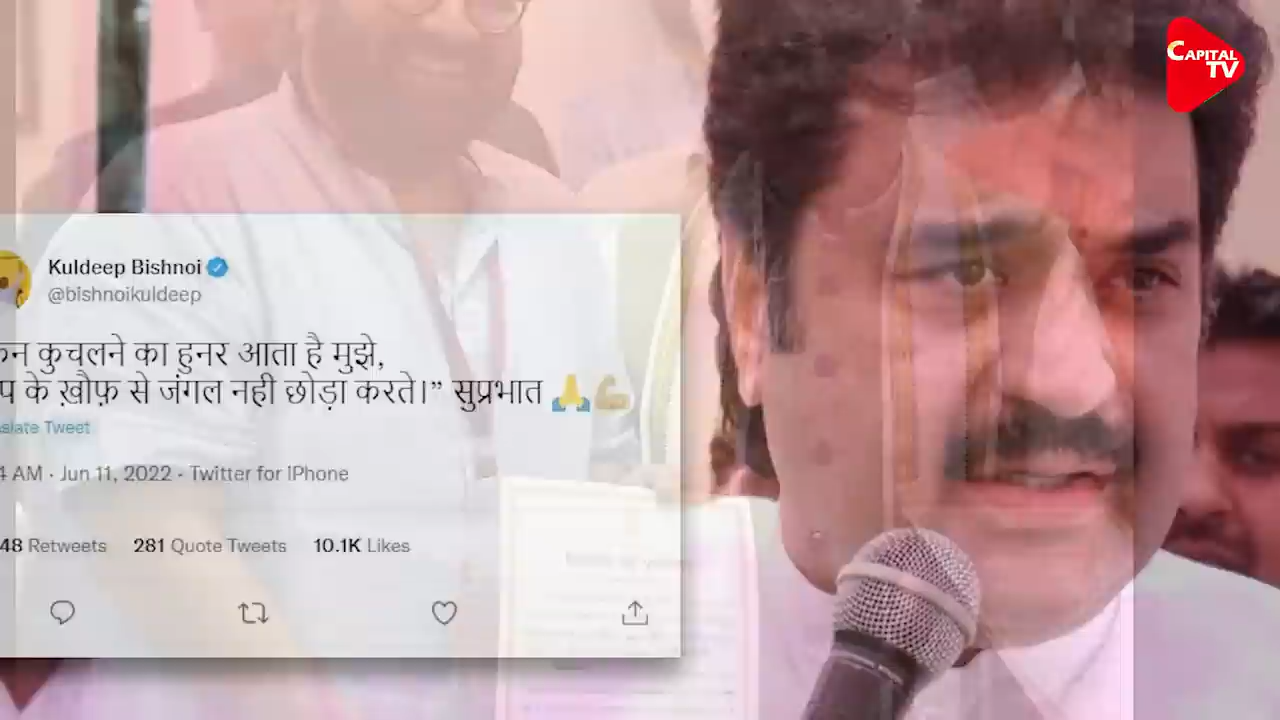 CAPITAL
TV
Kuldeep Bishnoi
@bishnoikuldeep
कुचलने का हुनर आता है मुझे,
के ख़ौफ़ से जंगल नही छोड़ा करते।” सुप्रभात 🙏💪
Tweet
AM · Jun 11, 2022 · Twitter for iPhone
48 Retweets 281 Quote Tweets 10.1K Likes